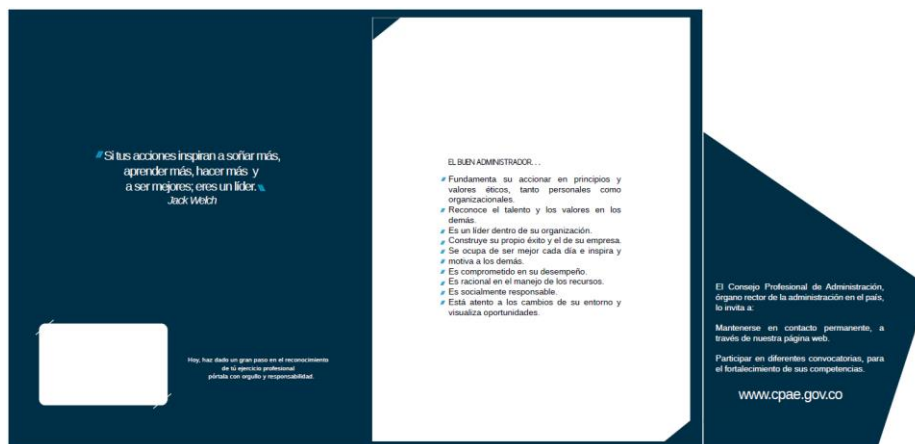 Si tus acciones inspiran a soñar más,
aprender más, hacer más y
a ser mejores; eres un líder.
Jack Welch
Hoy, haz dado un gran paso en el reconocimiento
de tú ejercicio profesional
pórtala con orgullo y responsabilidad.
EL BUEN ADMINISTRADOR. . .
Fundamenta su accionar en principios y
valores éticos, tanto personales como
organizacionales.
Reconoce el talento y los valores en los
demás.
Es un líder dentro de su organización.
Construye su propio éxito y el de su empresa.
Se ocupa de ser mejor cada día e inspira y
motiva a los demás.
Es comprometido en su desempeño.
Es racional en el manejo de los recursos.
Es socialmente responsable.
Está atento a los cambios de su entorno y
visualiza oportunidades.
El Consejo Profesional de Administración,
órgano rector de la administración en el país,
lo invita a:
Mantenerse en contacto permanente, a
través de nuestra página web.
Participar en diferentes convocatorias, para
el fortalecimiento de sus competencias.
www.cpae.gov.co